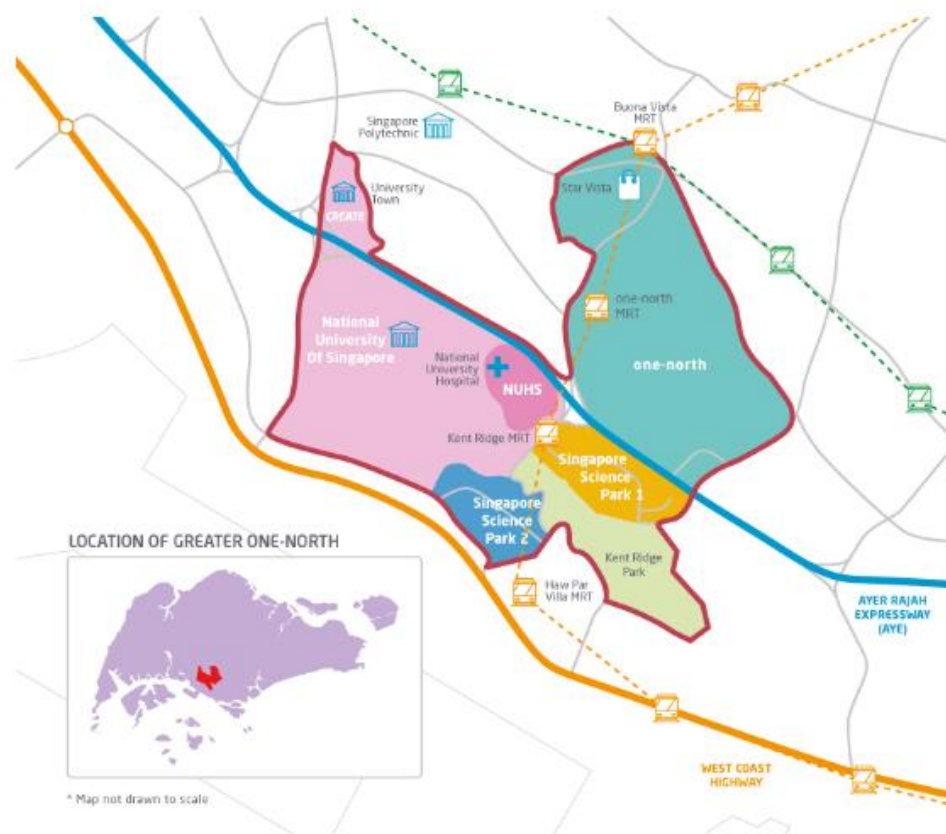 Buona Vista
MRT
Singapore
Polytechnic
Star Vista
University
Town
CREATE
one-north
MRT
National
University
Of Singapore
National
University
Hospital
NUHS
one-north
Kent Ridge MRT
Singapore
Science
Park 1
Singapore
Science
Park 2
Kent Ridge
Park
Haw Par
Villa MRT
AYER RAJAH
EXPRESSWAY
(AYE)
LOCATION OF GREATER ONE-NORTH
WEST COAST
HIGHWAY
* Map not drawn to scale